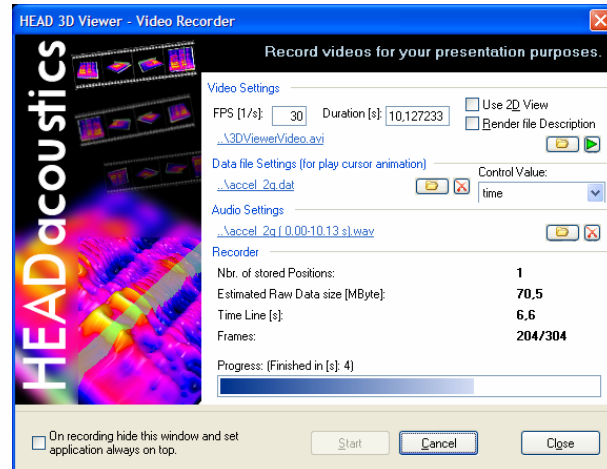 HEAD 3D Viewer - Video Recorder
HEADacoustics
Record videos for your presentation purposes.
Video Settings
FPS [1/s]: 30 Duration [s]: 10,127233 Use 2D View
Render file Description
..\3DViewerVideo.avi
Data file Settings (for play cursor animation) Control Value:
..\accel_2g.dat time
Audio Settings
..\accel_2g ( 0.00-10.13 s).wav
Recorder
Nbr. of stored Positions: 1
Estimated Raw Data size [MByte]: 70,5
Time Line [s]: 6,6
Frames: 204/304
Progress: (Finished in [s]: 4)
On recording hide this window and set
application always on top.
Start Cancel Close